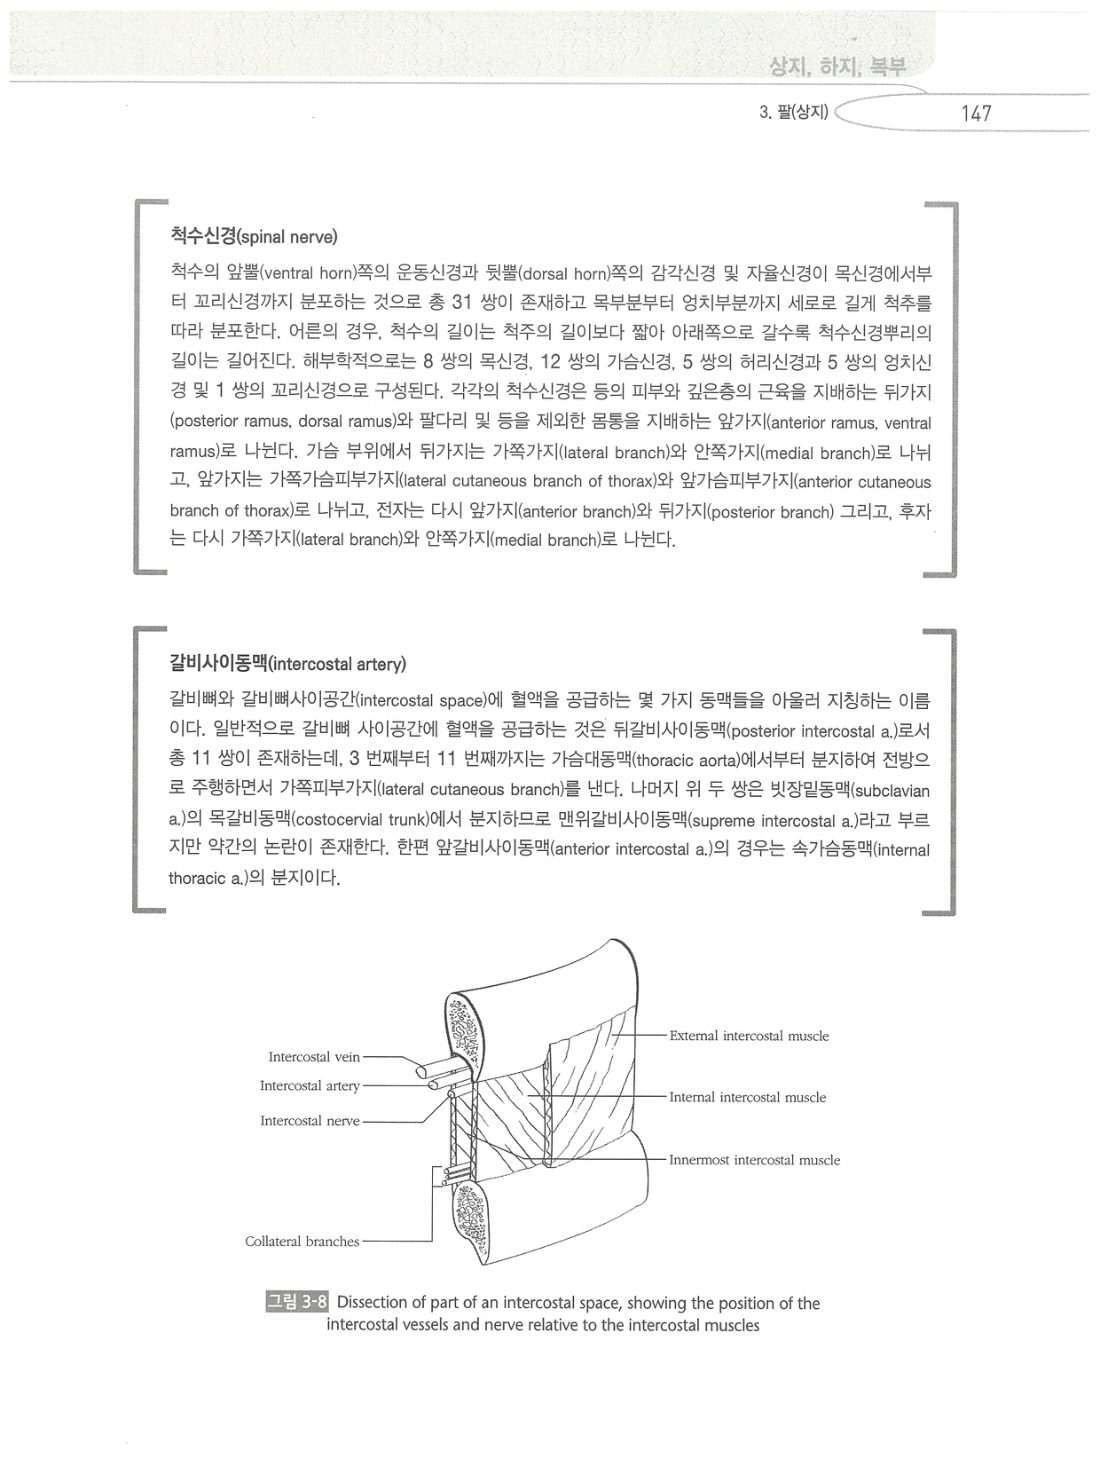 상지, 하지, 복부
3. 팔(상지)
147
척수신경(spinal nerve)
척수의 앞뿔(ventral horn)쪽의 운동신경과 뒷뿔(dorsal horn)쪽의 감각신경 및 자율신경이 목신경에서부
터 꼬리신경까지 분포하는 것으로 총 31 쌍이 존재하고 목부분부터 엉치부분까지 세로로 길게 척추를
따라 분포한다. 어른의 경우, 척수의 길이는 척주의 길이보다 짧아 아래쪽으로 갈수록 척수신경뿌리의
길이는 길어진다. 해부학적으로는 8 쌍의 목신경, 12 쌍의 가슴신경, 5 쌍의 허리신경과 5 쌍의 엉치신
경 및 1 쌍의 꼬리신경으로 구성된다. 각각의 척수신경은 등의 피부와 깊은층의 근육을 지배하는 뒤가지
(posterior ramus, dorsal ramus)와 팔다리 및 등을 제외한 몸통을 지배하는 앞가지(anterior ramus, ventral
ramus)로 나뉜다. 가슴 부위에서 뒤가지는 가쪽가지(lateral branch)와 안쪽가지(medial branch)로 나뉘
고, 앞가지는 가쪽가슴피부가지(lateral cutaneous branch of thorax)와 앞가슴피부가지(anterior cutaneous
branch of thorax)로 나뉘고, 전자는 다시 앞가지(anterior branch)와 뒤가지(posterior branch) 그리고, 후자
는 다시 가쪽가지(lateral branch)와 안쪽가지(medial branch)로 나뉜다.
갈비사이동맥(intercostal artery)
갈비뼈와 갈비뼈사이공간(intercostal space)에 혈액을 공급하는 몇 가지 동맥들을 아울러 지칭하는 이름
이다. 일반적으로 갈비뼈 사이공간에 혈액을 공급하는 것은 뒤갈비사이동맥(posterior intercostal a.)로서
총 11 쌍이 존재하는데, 3 번째부터 11 번째까지는 가슴대동맥(thoracic aorta)에서부터 분지하여 전방으
로 주행하면서 가쪽피부가지(lateral cutaneous branch)를 낸다. 나머지 위 두 쌍은 빗장밑동맥(subclavian
a.)의 목갈비동맥(costocervial trunk)에서 분지하므로 맨위갈비사이동맥(supreme intercostal a.)라고 부르
지만 약간의 논란이 존재한다. 한편 앞갈비사이동맥(anterior intercostal a.)의 경우는 속가슴동맥(internal
thoracic a.)의 분지이다.
External intercostal muscle
Intercostal vein
Intercostal artery
Internal intercostal muscle
Intercostal nerve
Innermost intercostal muscle
Collateral branches
그림 3-8 Dissection of part of an intercostal space, showing the position of the
intercostal vessels and nerve relative to the intercostal muscles